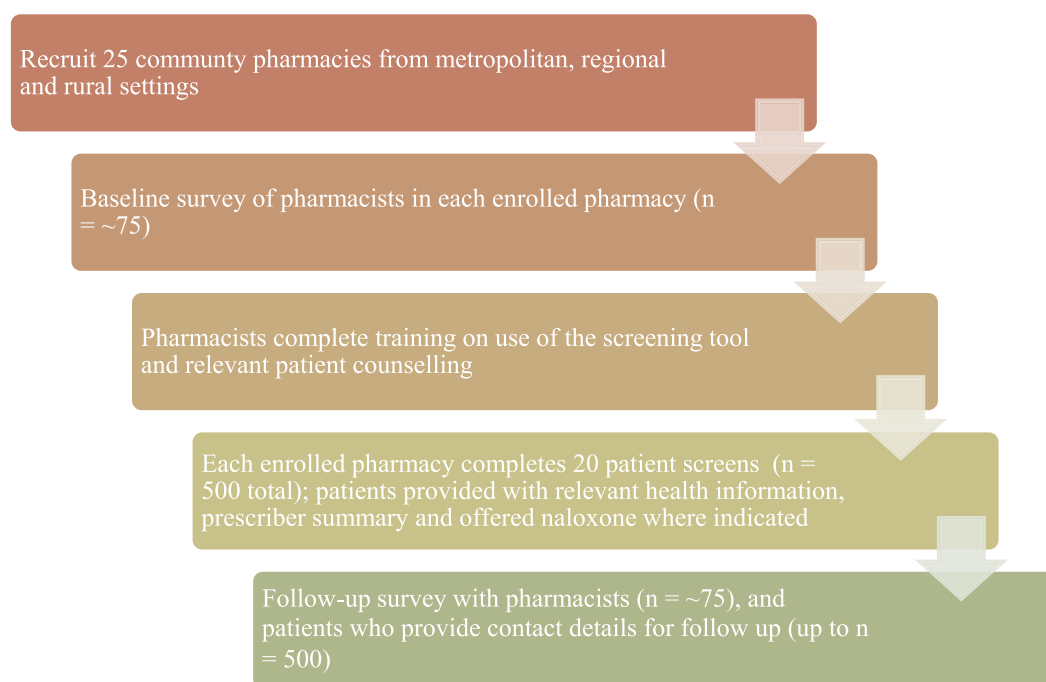 Recruit 25 communty pharmacies from metropolitan, regional
and rural settings
Baseline survey of pharmacists in each enrolled pharmacy (n
= ~75)
Pharmacists complete training on use of the screening tool
and relevant patient counselling
Each enrolled pharmacy completes 20 patient screens  (n =
500 total); patients provided with relevant health information,
prescriber summary and offered naloxone where indicated
Follow-up survey with pharmacists (n = ~75), and
patients who provide contact details for follow up (up to n
= 500)